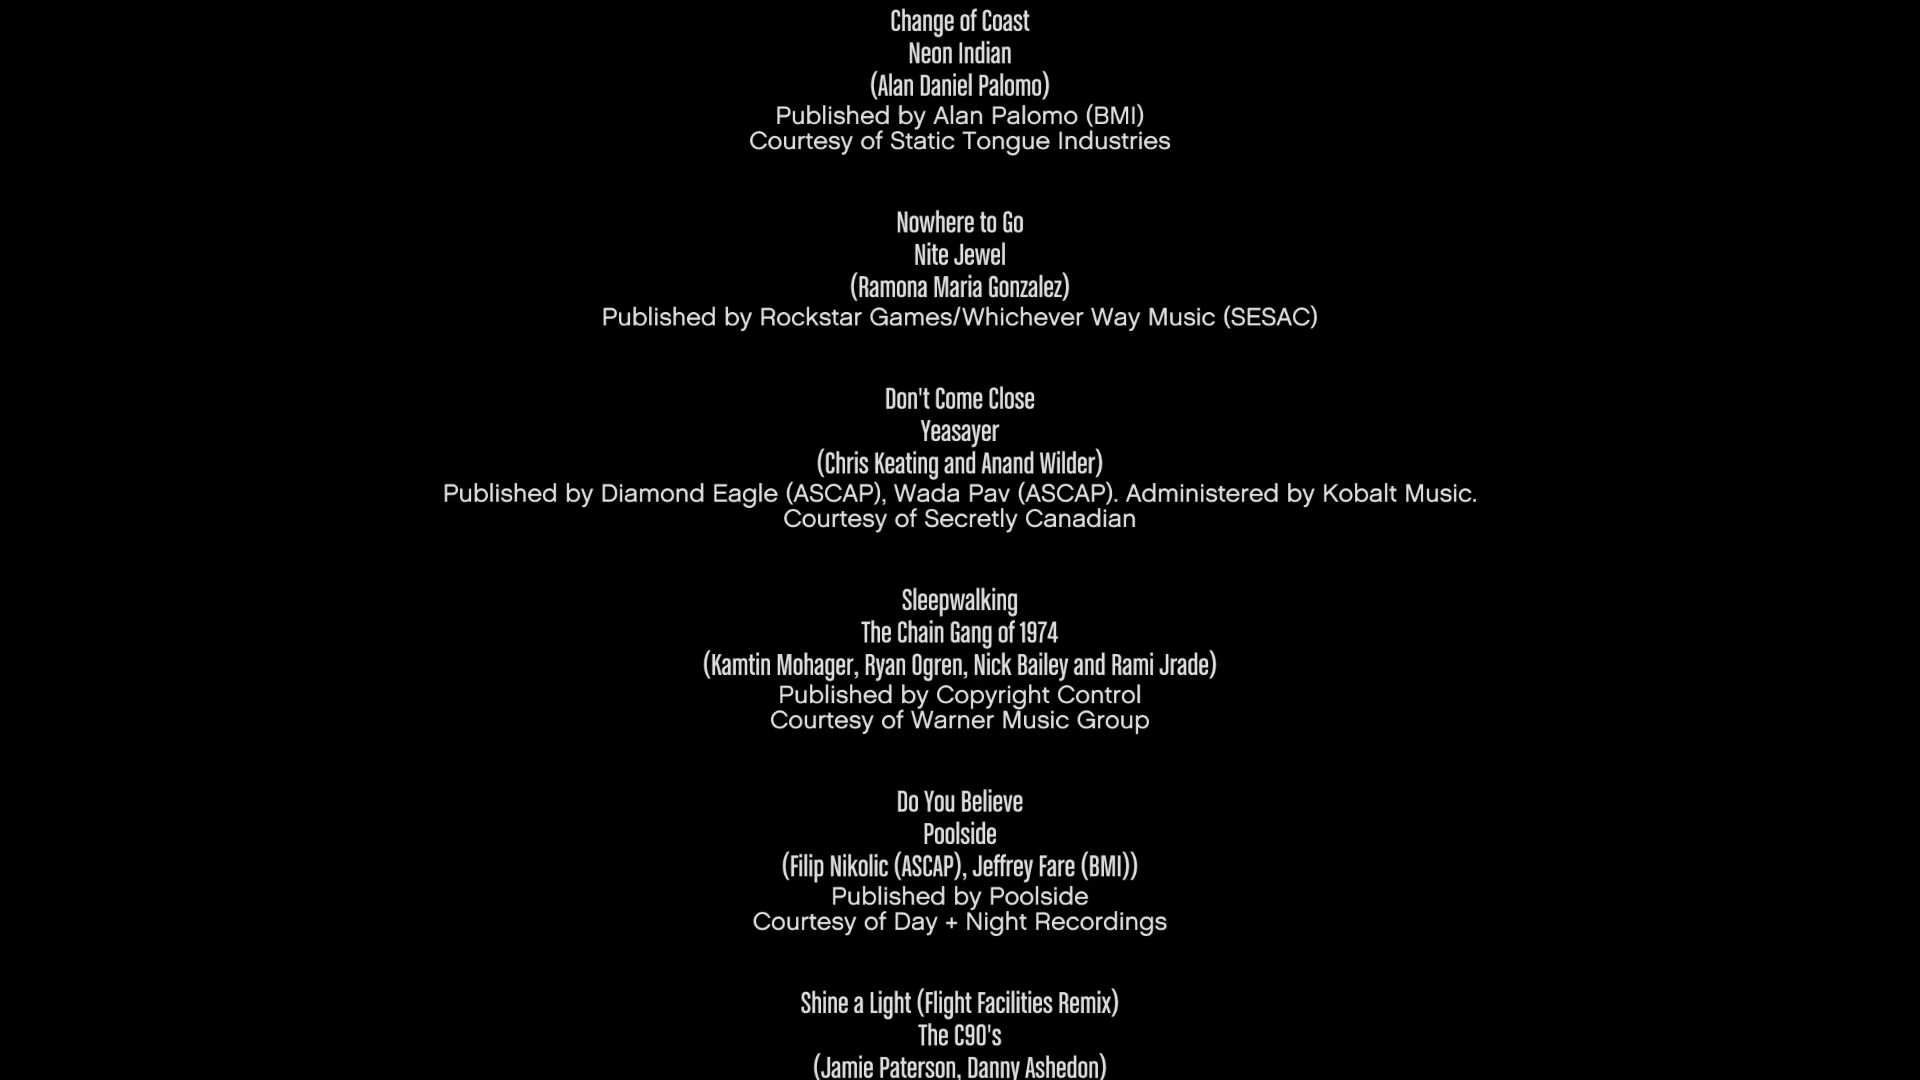 Change of Coast
Neon Indian
(Alan Daniel Palomo)
Published by Alan Palomo (BMI)
Courtesy of Static Tongue Industries
Nowhere to Go
Nite Jewel
(Ramona Maria Gonzalez)
Published by Rockstar Games/Whichever Way Music (SESAC)
Don't Come Close
Yeasayer
(Chris Keating and Anand Wilder)
Published by Diamond Eagle (ASCAP), Wada Pav (ASCAP). Administered by Kobalt Music.
Courtesy of Secretly Canadian
Sleepwalking
The Chain Gang of 1974
(Kamtin Mohager, Ryan Ogren, Nick Bailey and Rami Jrade)
Published by Copyright Control
Courtesy of Warner Music Group
Do You Believe
Poolside
(Filip Nikolic (ASCAP), Jeffrey Fare (BMI))
Published by Poolside
Courtesy of Day + Night Recordings
Shine a Light (Flight Facilities Remix)
The C90's
(Jamie Paterson, Danny Ashedon)